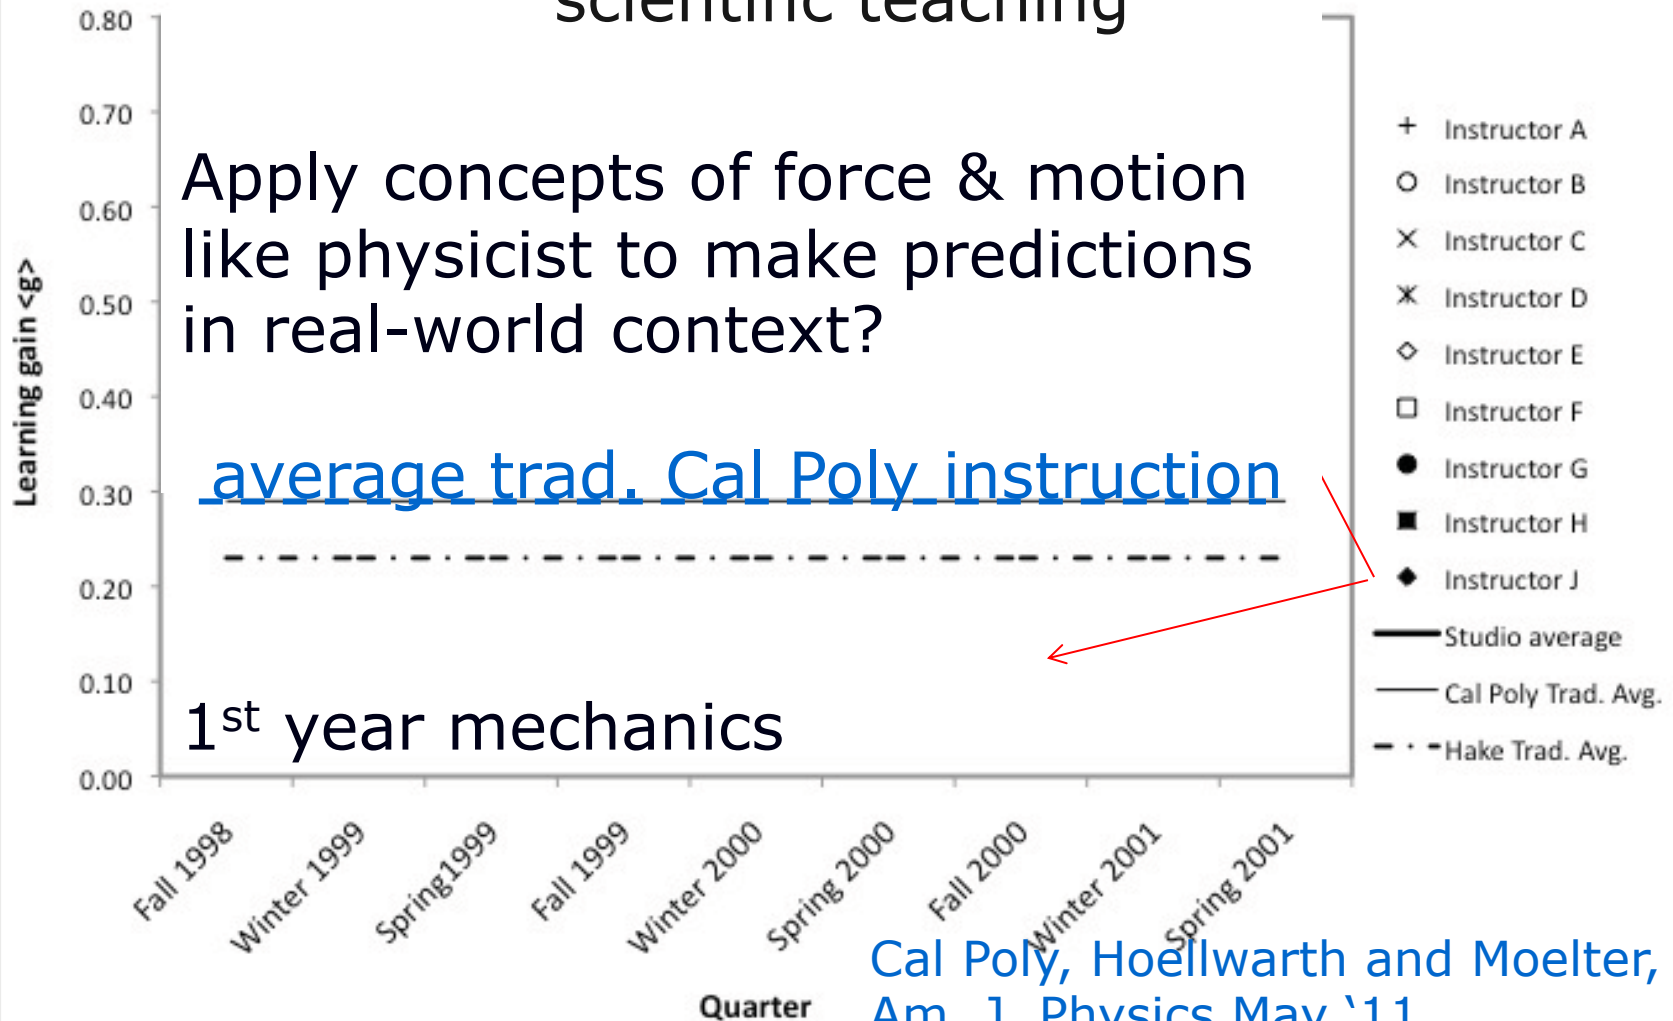 scientific teaching
0.80
0.70
0.60
0.50
0.40
0.30
0.20
0.10
0.00
Learning gain <g>
Apply concepts of force & motion
like physicist to make predictions
in real-world context?
average trad. Cal Poly instruction
1st year mechanics
Instructor A
Instructor B
Instructor C
Instructor D
Instructor E
Instructor F
Instructor G
Instructor H
Instructor J
Studio average
Cal Poly Trad. Avg.
Hake Trad. Avg.
Fall 1998
Winter 1999
Spring1999
Fall 1999
Winter 2000
Spring 2000
Fall 2000
Winter 2001
Spring 2001
Quarter
Cal Poly, Hoellwarth and Moelter,
Am. J. Physics May ‘11